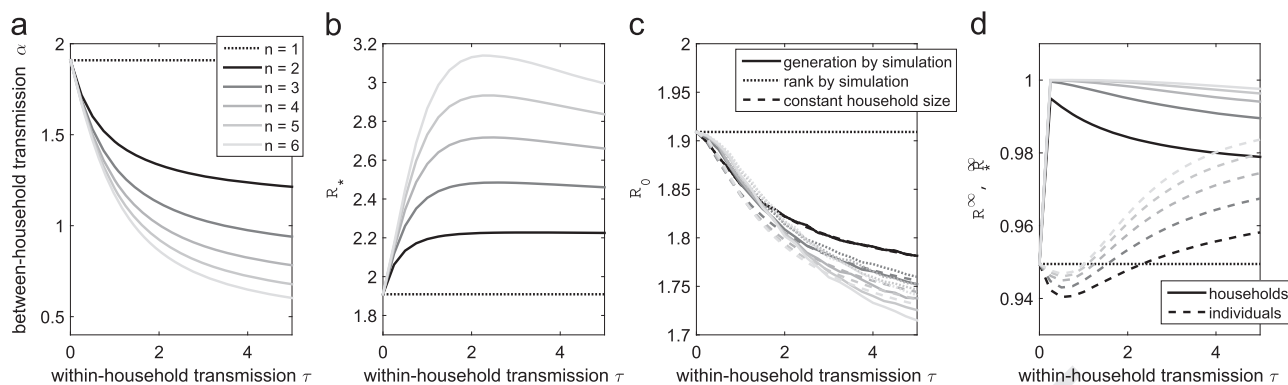 a
between-household transmission α
2
1.5
1
0.5
0
2
4
within-household transmission τ
n = 1
n = 2
n = 3
n = 4
n = 5
n = 6
b
R*
3.2
3
2.8
2.6
2.4
2.2
2
1.8
0
2
4
within-household transmission τ
c
R0
2
1.95
1.9
1.85
1.8
1.75
1.7
0
2
4
within-household transmission τ
generation by simulation
rank by simulation
constant household size
d
R∞, R*∞
1
0.98
0.96
0.94
0
2
4
within-household transmission τ
households
individuals